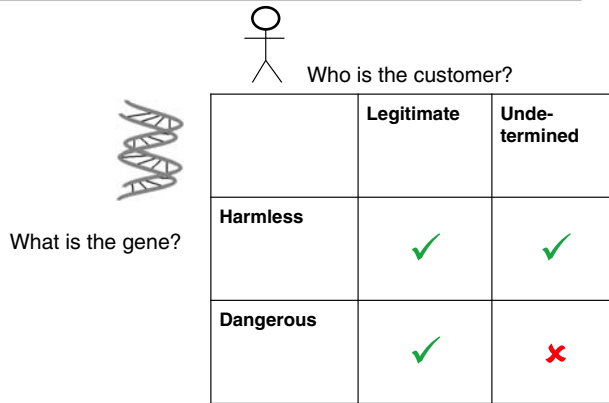 Who is the customer?
Legitimate
Unde-
termined
What is the gene?
Harmless
Dangerous